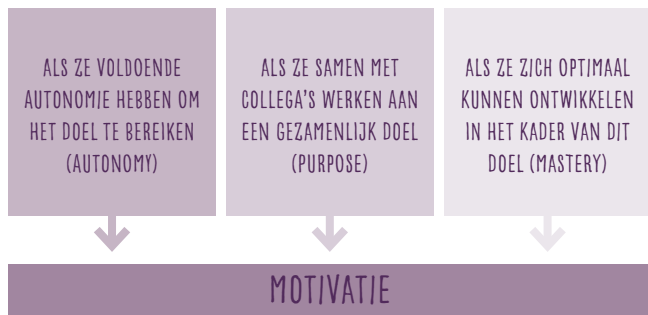 ALS ZE VOLDOENDE
AUTONOMIE HEBBEN OM
HET DOEL TE BEREIKEN
(AUTONOMY)
ALS ZE SAMEN MET
COLLEGA'S WERKEN AAN
EEN GEZAMENLIJK DOEL
(PURPOSE)
ALS ZE ZICH OPTIMAAL
KUNNEN ONTWIKKELEN
IN HET KADER VAN DIT
DOEL (MASTERY)
MOTIVATIE